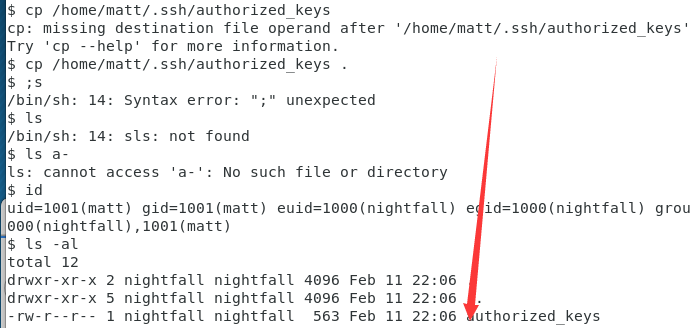 $ cp /home/matt/.ssh/authorized_keys
cp: missing destination file operand after '/home/matt/.ssh/authorized_keys'
Try 'cp --help' for more information.
$ cp /home/matt/.ssh/authorized_keys .
$ ;s
/bin/sh: 14: Syntax error: ";" unexpected
$ ls
/bin/sh: 14: sls: not found
$ ls a-
ls: cannot access 'a-': No such file or directory
$ id
uid=1001(matt) gid=1001(matt) euid=1000(nightfall) egid=1000(nightfall) grou
000(nightfall),1001(matt)
$ ls -al
total 12
drwxr-xr-x 2 nightfall nightfall 4096 Feb 11 22:06
drwxr-xr-x 5 nightfall nightfall 4096 Feb 11 22:06 ..
-rw-r--r-- 1 nightfall nightfall  563 Feb 11 22:06 authorized_keys